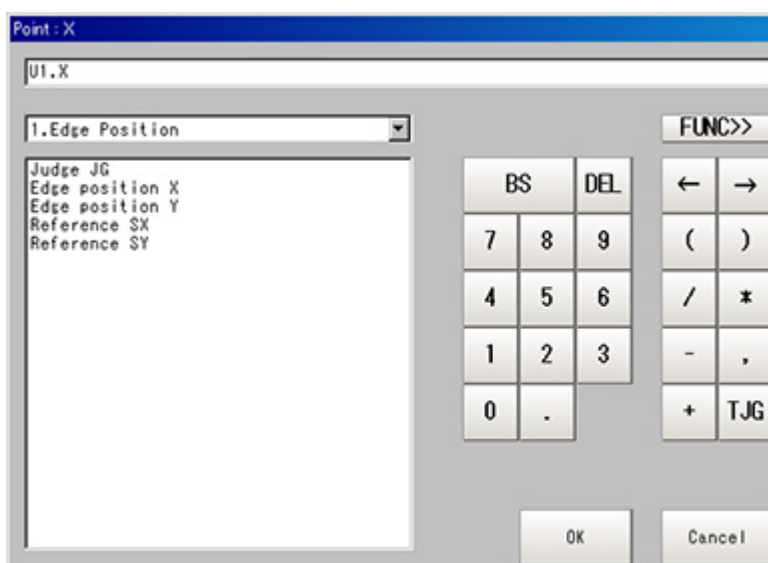 Point : X
U1.X
1.Edge Position
FUNC>>
Judge JG
Edge position X
Edge position Y
Reference SX
Reference SY
BS DEL ← →
7 8 9 ( )
4 5 6 / *
1 2 3 - ,
0 . + TJG
OK Cancel